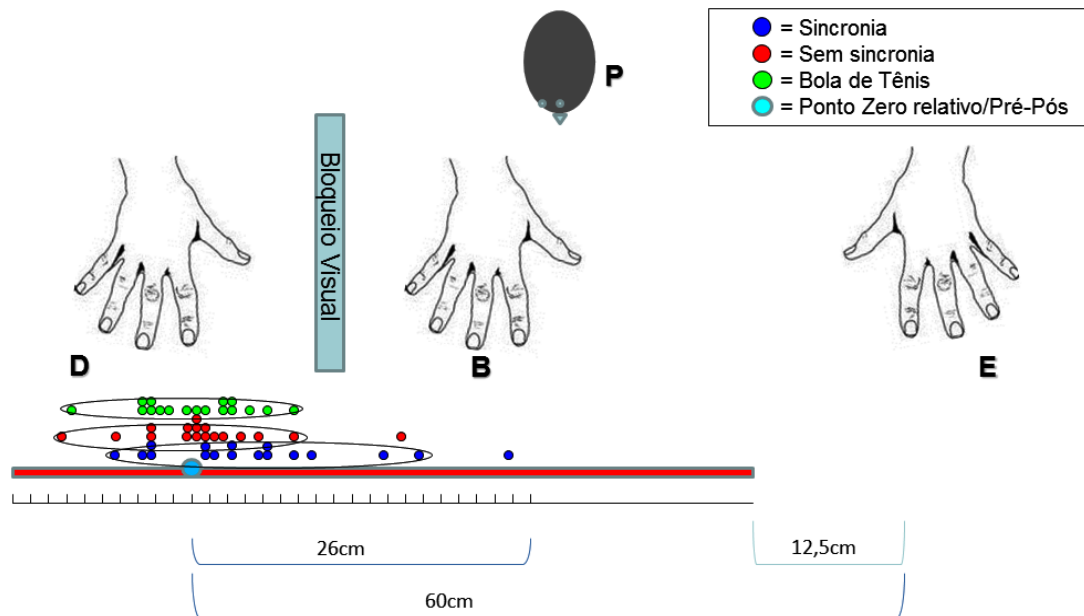 = Sincronia
= Sem sincronia
= Bola de Tênis
= Ponto Zero relativo/Pré-Pós
P
Bloqueio Visual
D
B
E
26cm
12,5cm
60cm